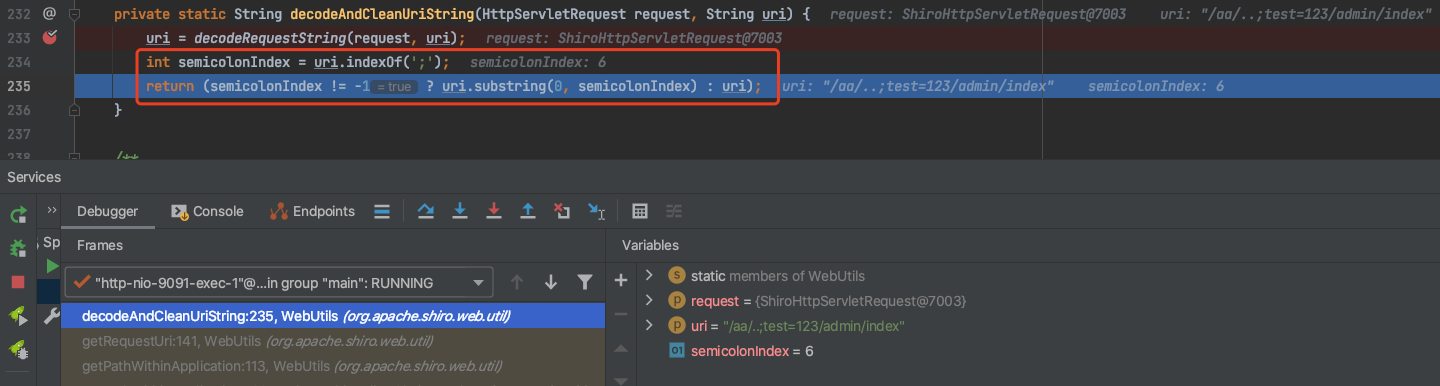 232 @ private static String decodeAndCleanUriString(HttpServletRequest request, String uri) { request: ShiroHttpServletRequest@7003 uri: "/aa/..;test=123/admin/index"
233 uri = decodeRequestString(request, uri); request: ShiroHttpServletRequest@7003
234 int semicolonIndex = uri.indexOf(';'); semicolonIndex: 6
235 return (semicolonIndex != -1 = true ? uri.substring(0, semicolonIndex) : uri); uri: "/aa/..;test=123/admin/index" semicolonIndex: 6
236 }
237
238 /**
Services
>> Debugger Console Endpoints
Sp
Frames
Variables
"http-nio-9091-exec-1"@...in group "main": RUNNING
decodeAndCleanUriString:235, WebUtils (org.apache.shiro.web.util)
getRequestUri:141, WebUtils (org.apache.shiro.web.util)
getPathWithinApplication:113, WebUtils (org.apache.shiro.web.util)
s static members of WebUtils
p request = {ShiroHttpServletRequest@7003}
p uri = "/aa/..;test=123/admin/index"
01 semicolonIndex = 6